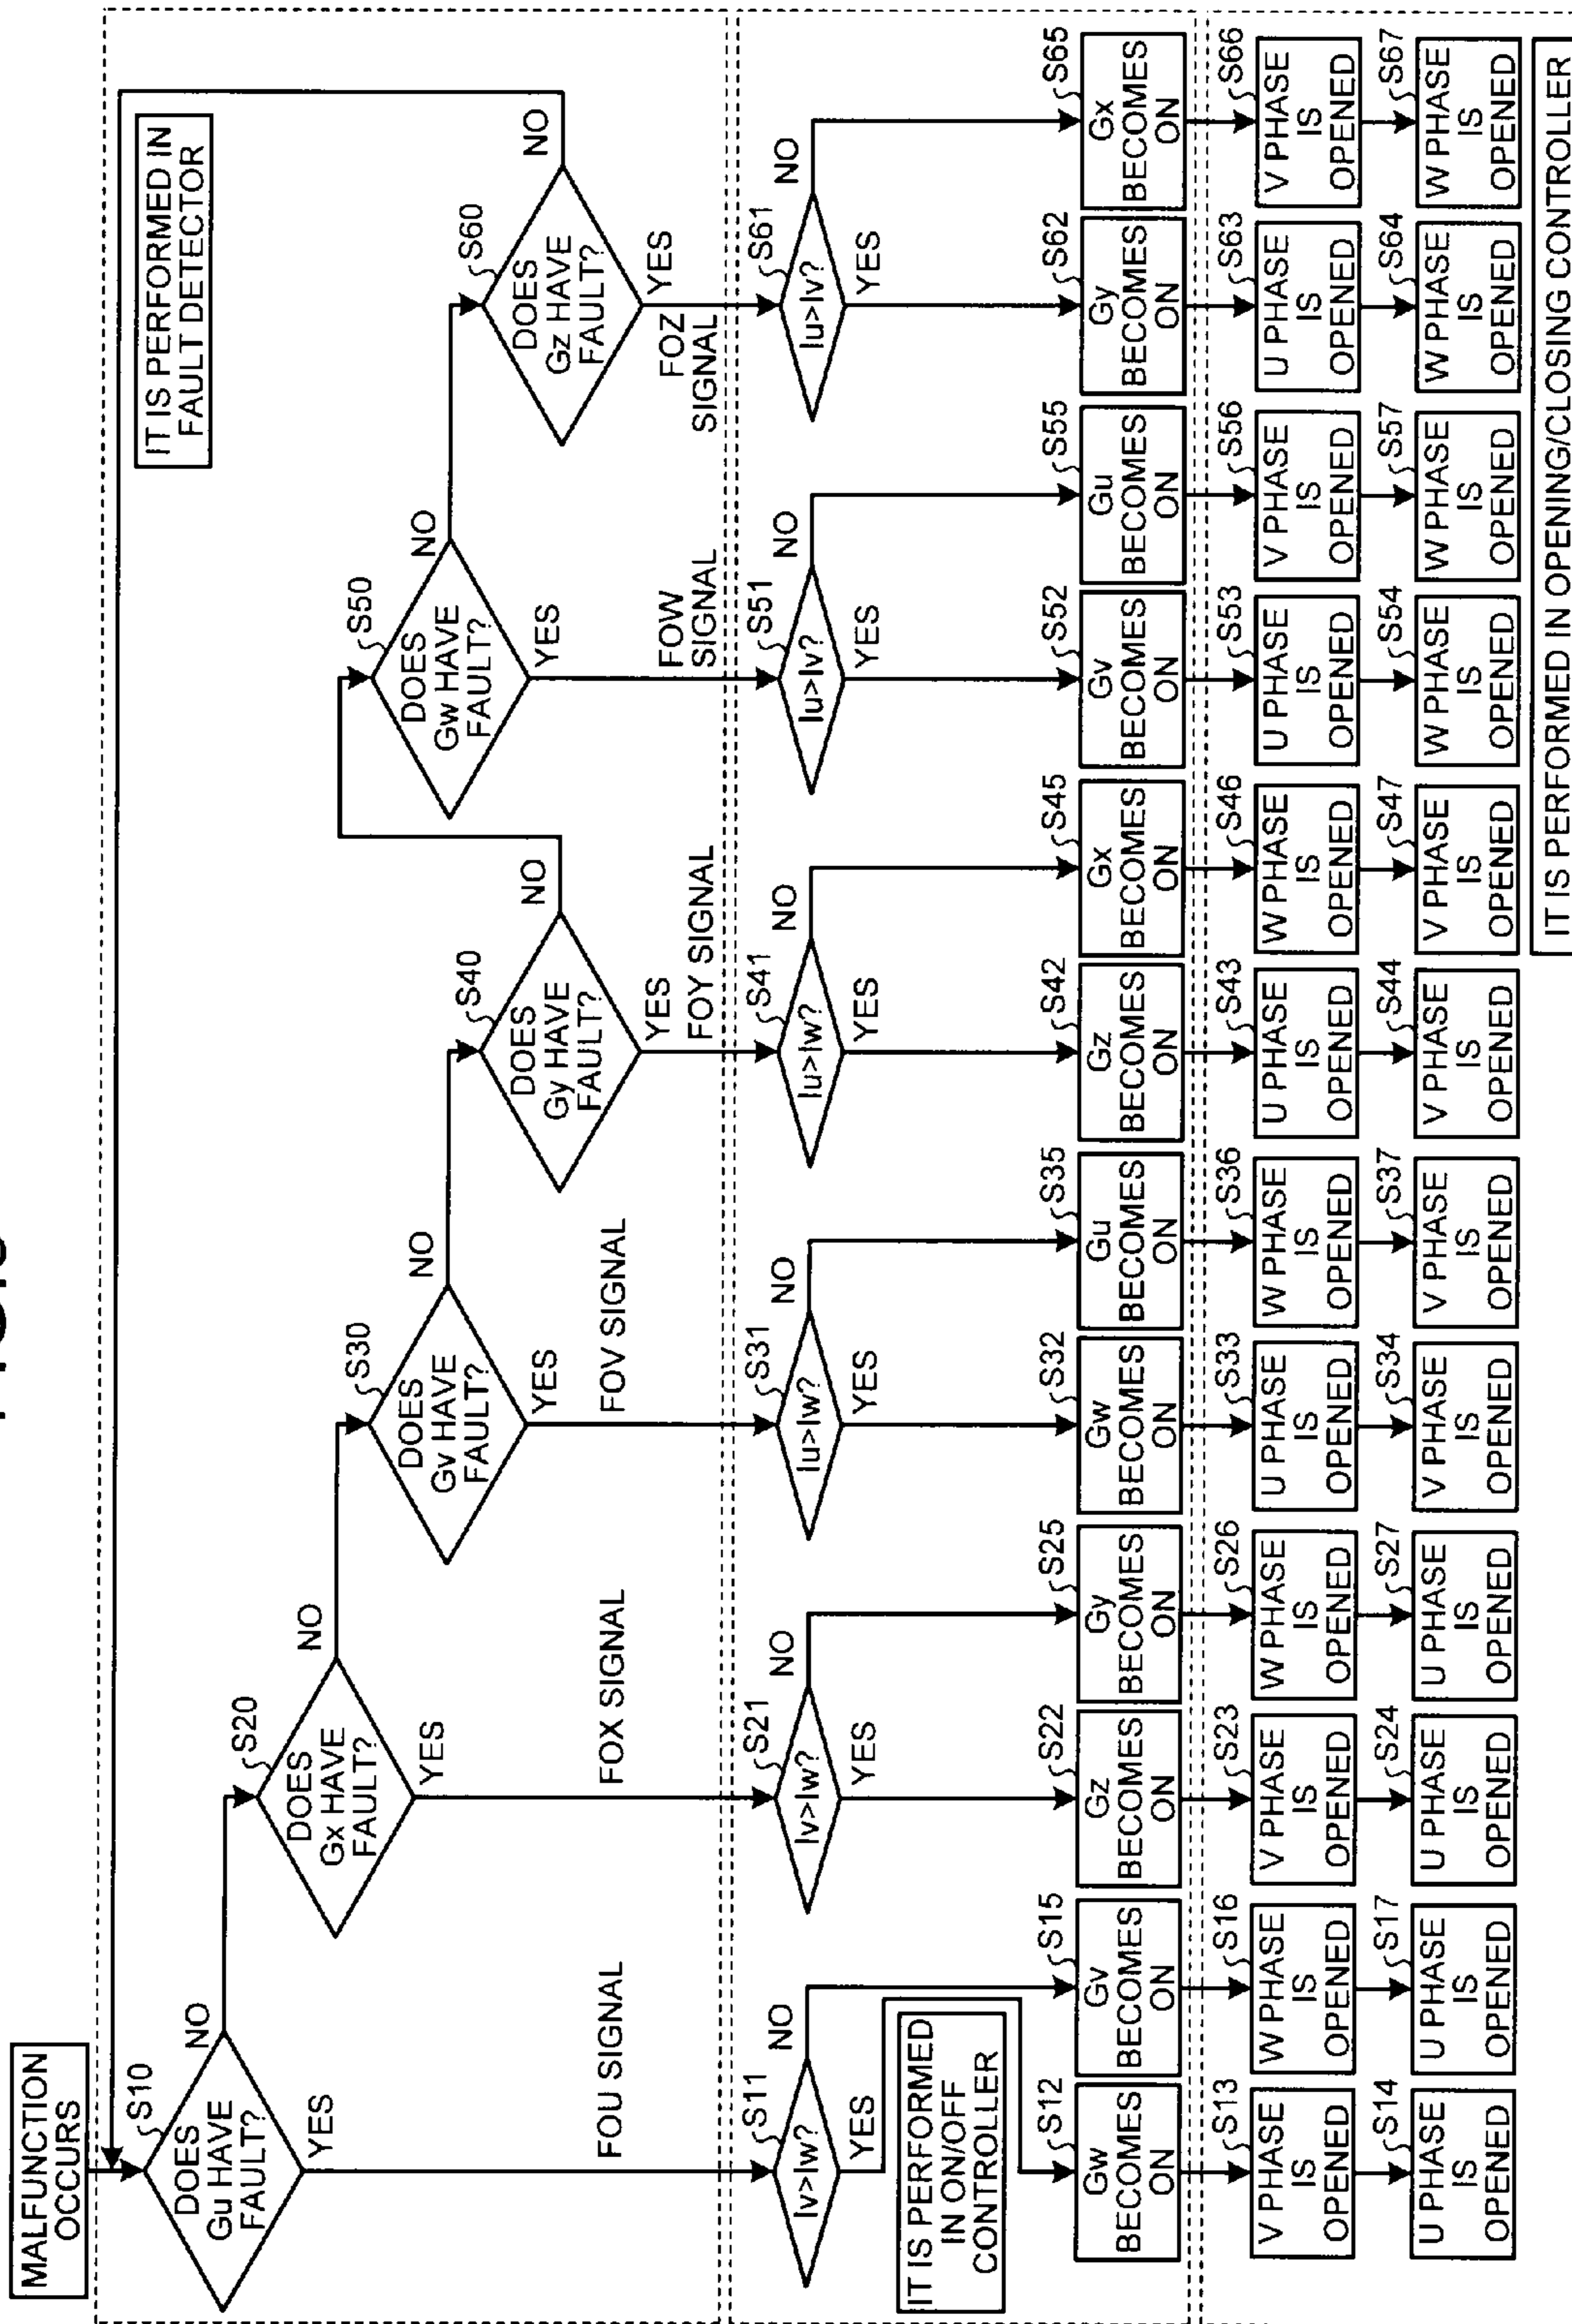 MALFUNCTION
OCCURS
IT IS PERFORMED IN
FAULT DETECTOR
S10
DOES
Gu HAVE
FAULT?
NO
YES
FOU SIGNAL
S20
DOES
Gx HAVE
FAULT?
NO
YES
FOX SIGNAL
S30
DOES
Gv HAVE
FAULT?
NO
YES
FOV SIGNAL
S40
DOES
Gy HAVE
FAULT?
NO
YES
FOY SIGNAL
S50
DOES
Gw HAVE
FAULT?
NO
YES
FOW
SIGNAL
S60
DOES
Gz HAVE
FAULT?
NO
YES
FOZ
SIGNAL
S11
Iv>Iw?
NO
YES
S21
Iv>Iw?
NO
YES
S31
Iu>Iw?
NO
YES
S41
Iu>Iw?
NO
YES
S51
Iu>Iv?
NO
YES
S61
Iu>Iv?
NO
YES
IT IS PERFORMED
IN ON/OFF
CONTROLLER
S12
Gw
BECOMES
ON
S15
Gv
BECOMES
ON
S22
Gz
BECOMES
ON
S25
Gy
BECOMES
ON
S32
Gw
BECOMES
ON
S35
Gu
BECOMES
ON
S42
Gz
BECOMES
ON
S45
Gx
BECOMES
ON
S52
Gv
BECOMES
ON
S55
Gu
BECOMES
ON
S62
Gy
BECOMES
ON
S65
Gx
BECOMES
ON
S13
V PHASE
IS
OPENED
S16
W PHASE
IS
OPENED
S23
V PHASE
IS
OPENED
S26
W PHASE
IS
OPENED
S33
U PHASE
IS
OPENED
S36
W PHASE
IS
OPENED
S43
U PHASE
IS
OPENED
S46
W PHASE
IS
OPENED
S53
U PHASE
IS
OPENED
S56
V PHASE
IS
OPENED
S63
U PHASE
IS
OPENED
S66
V PHASE
IS
OPENED
S14
U PHASE
IS
OPENED
S17
U PHASE
IS
OPENED
S24
U PHASE
IS
OPENED
S27
U PHASE
IS
OPENED
S34
V PHASE
IS
OPENED
S37
V PHASE
IS
OPENED
S44
V PHASE
IS
OPENED
S47
V PHASE
IS
OPENED
S54
W PHASE
IS
OPENED
S57
W PHASE
IS
OPENED
S64
W PHASE
IS
OPENED
S67
W PHASE
IS
OPENED
IT IS PERFORMED IN OPENING/CLOSING CONTROLLER